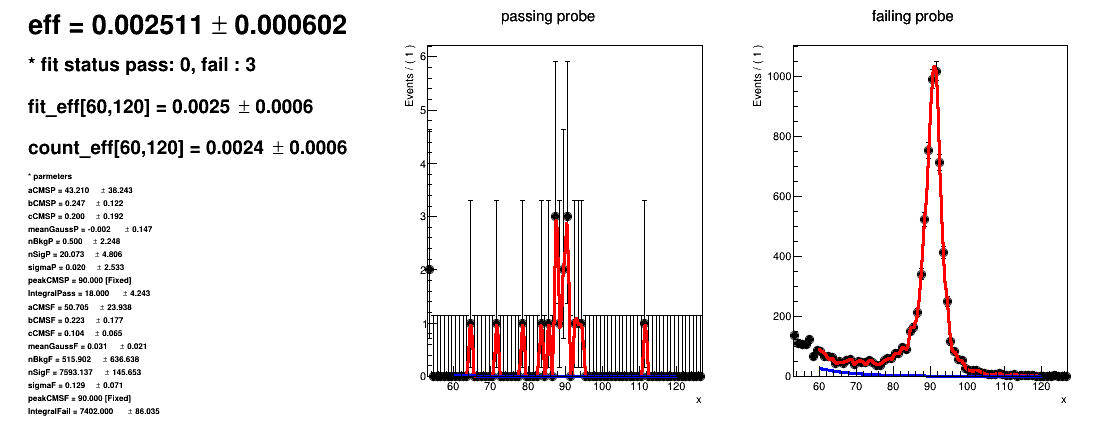 eff = 0.002511 ± 0.000602
* fit status pass: 0, fail : 3
fit_eff[60,120] = 0.0025 ± 0.0006
count_eff[60,120] = 0.0024 ± 0.0006
* parmeters
aCMSP = 43.210 ± 38.243
bCMSP = 0.247 ± 0.122
cCMSP = 0.200 ± 0.192
meanGaussP = -0.002 ± 0.147
nBkgP = 0.500 ± 2.248
nSigP = 20.073 ± 4.806
sigmaP = 0.020 ± 2.533
peakCMSP = 90.000 [Fixed]
IntegralPass = 18.000 ± 4.243
aCMSF = 50.705 ± 23.938
bCMSF = 0.223 ± 0.177
cCMSF = 0.104 ± 0.065
meanGaussF = 0.031 ± 0.021
nBkgF = 515.902 ± 636.638
nSigF = 7593.137 ± 145.653
sigmaF = 0.129 ± 0.071
peakCMSF = 90.000 [Fixed]
IntegralFail = 7402.000 ± 86.035
passing probe
Events / ( 1 )
6
5
4
3
2
1
0
60 70 80 90 100 110 120
x
failing probe
Events / ( 1 )
1000
800
600
400
200
0
60 70 80 90 100 110 120
x